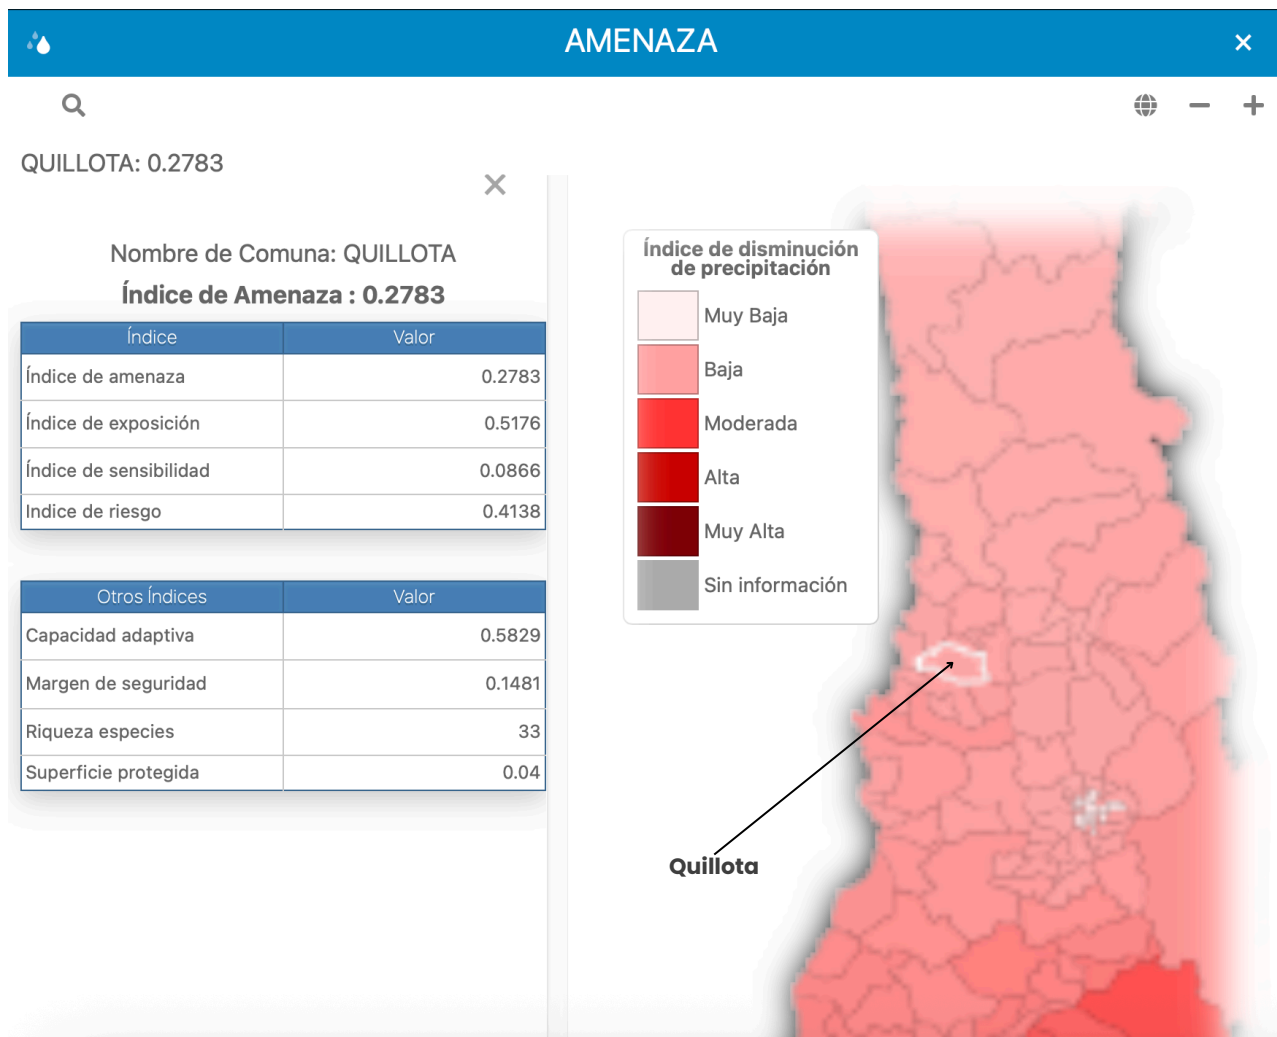 AMENAZA
QUILLOTA: 0.2783
Nombre de Comuna: QUILLOTA
Índice de Amenaza : 0.2783
Índice Valor
Índice de amenaza 0.2783
Índice de exposición 0.5176
Índice de sensibilidad 0.0866
Indice de riesgo 0.4138
Otros Índices Valor
Capacidad adaptiva 0.5829
Margen de seguridad 0.1481
Riqueza especies 33
Superficie protegida 0.04
Índice de disminución
de precipitación
Muy Baja
Baja
Moderada
Alta
Muy Alta
Sin información
Quillota